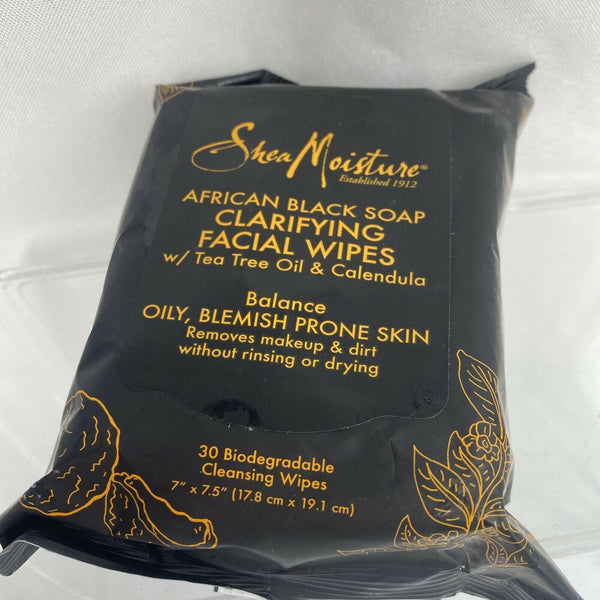 SheaMoisture®
Established 1912
AFRICAN BLACK SOAP
CLARIFYING
FACIAL WIPES
w/ Tea Tree Oil & Calendula
Balance
OILY, BLEMISH PRONE SKIN
Removes makeup & dirt
without rinsing or drying
30 Biodegradable
Cleansing Wipes
7" x 7.5" (17.8 cm x 19.1 cm)